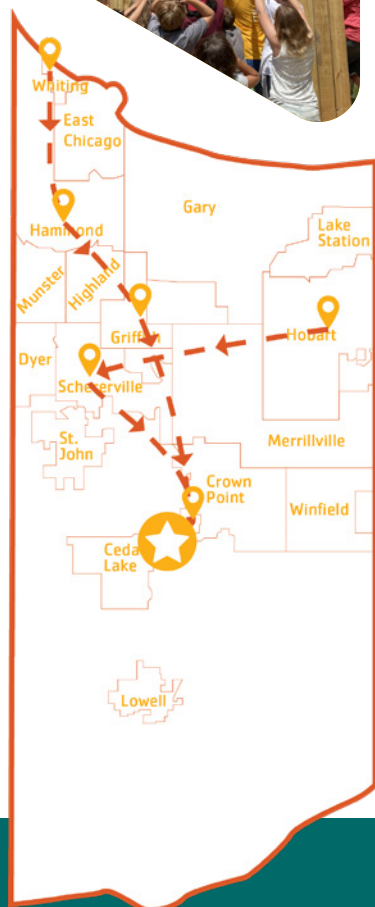 Whiting
East
Chicago
Gary
Lake
Station
Hammond
Munster
Highland
Griffith
Hobart
Dyer
Schererville
St.
John
Merrillville
Crown
Point
Winfield
Cedar
Lake
Lowell